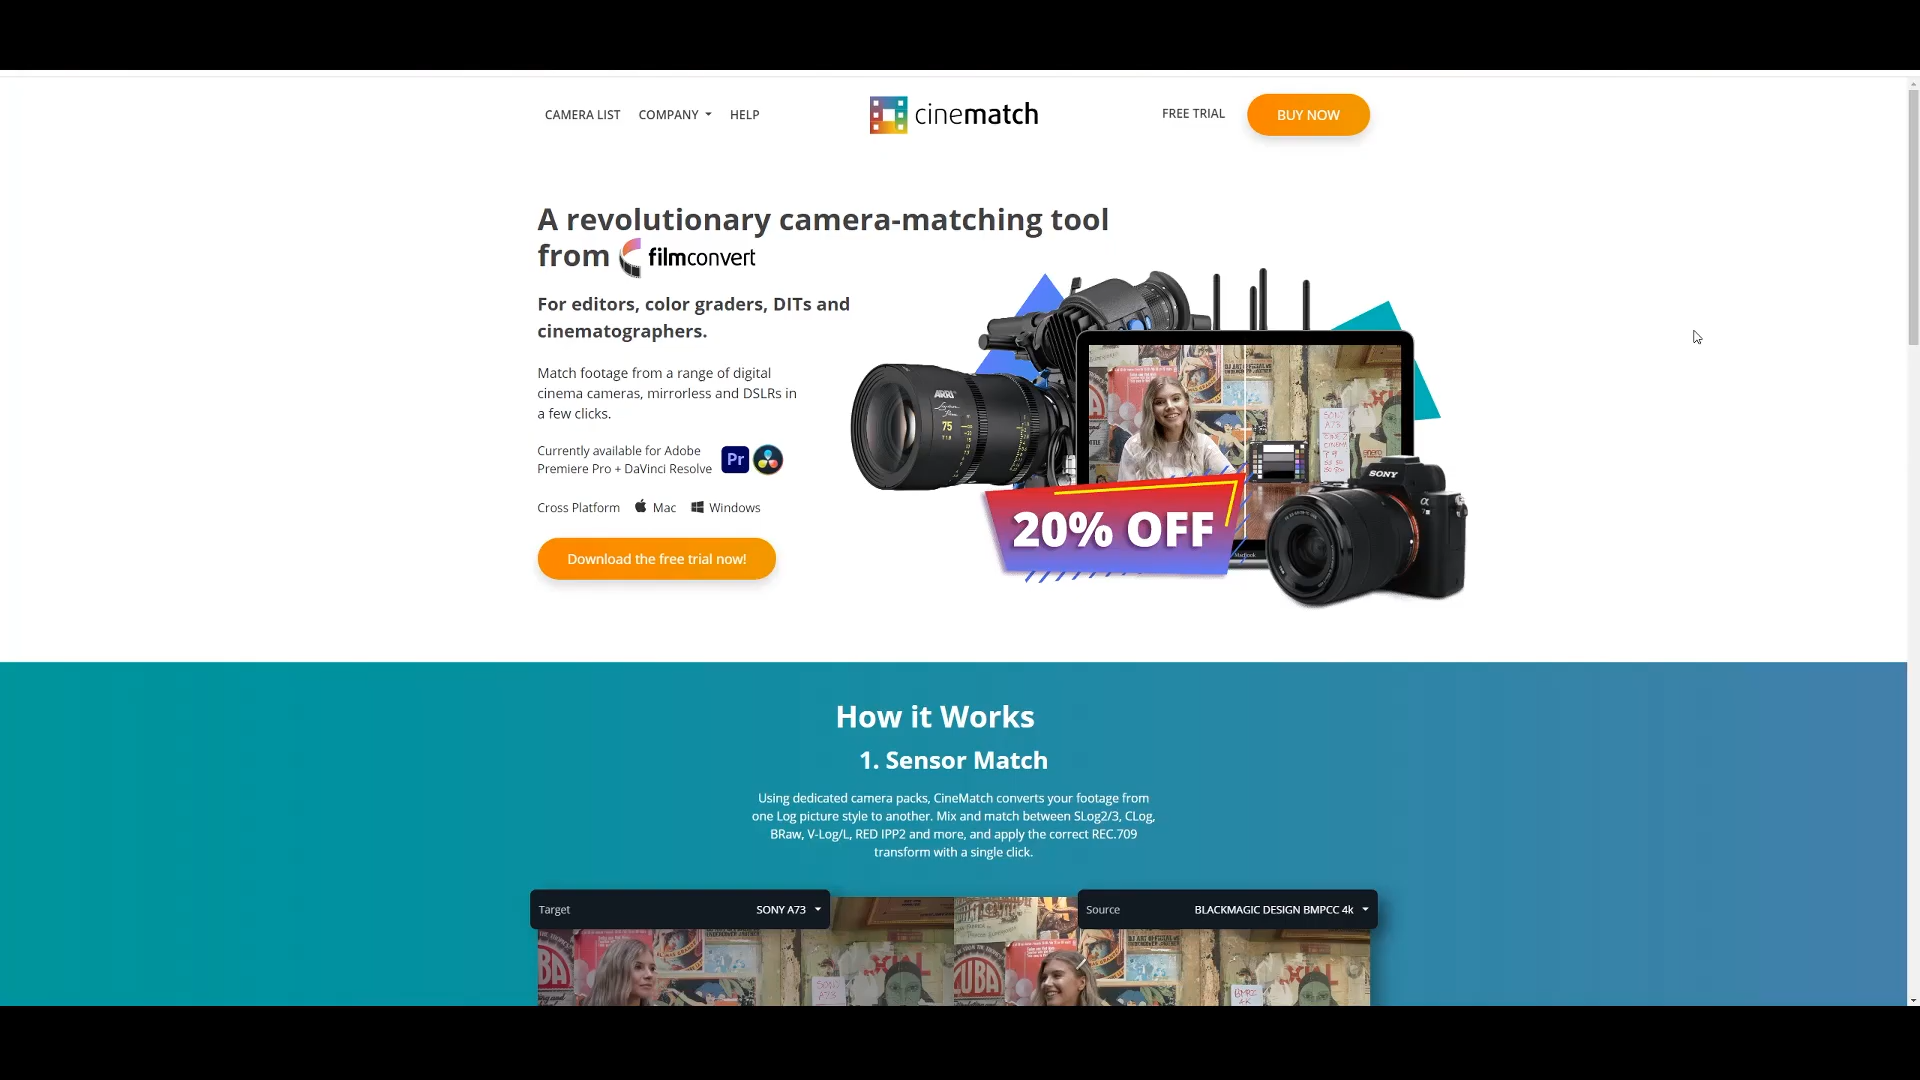 CAMERA LIST COMPANY HELP
cinematch
FREE TRIAL BUY NOW
A revolutionary camera-matching tool
from filmconvert
For editors, color graders, DITs and
cinematographers.
Match footage from a range of digital
cinema cameras, mirrorless and DSLRs in
a few clicks.
Currently available for Adobe
Premiere Pro + DaVinci Resolve
Pr
Cross Platform Mac Windows
Download the free trial now!
ARRI
75
SONY
20% OFF
MacBook
How it Works
1. Sensor Match
Using dedicated camera packs, CineMatch converts your footage from
one Log picture style to another. Mix and match between SLog2/3, CLog,
BRaw, V-Log/L, RED IPP2 and more, and apply the correct REC.709
transform with a single click.
Target SONY A73
Source BLACKMAGIC DESIGN BMPCC 4k